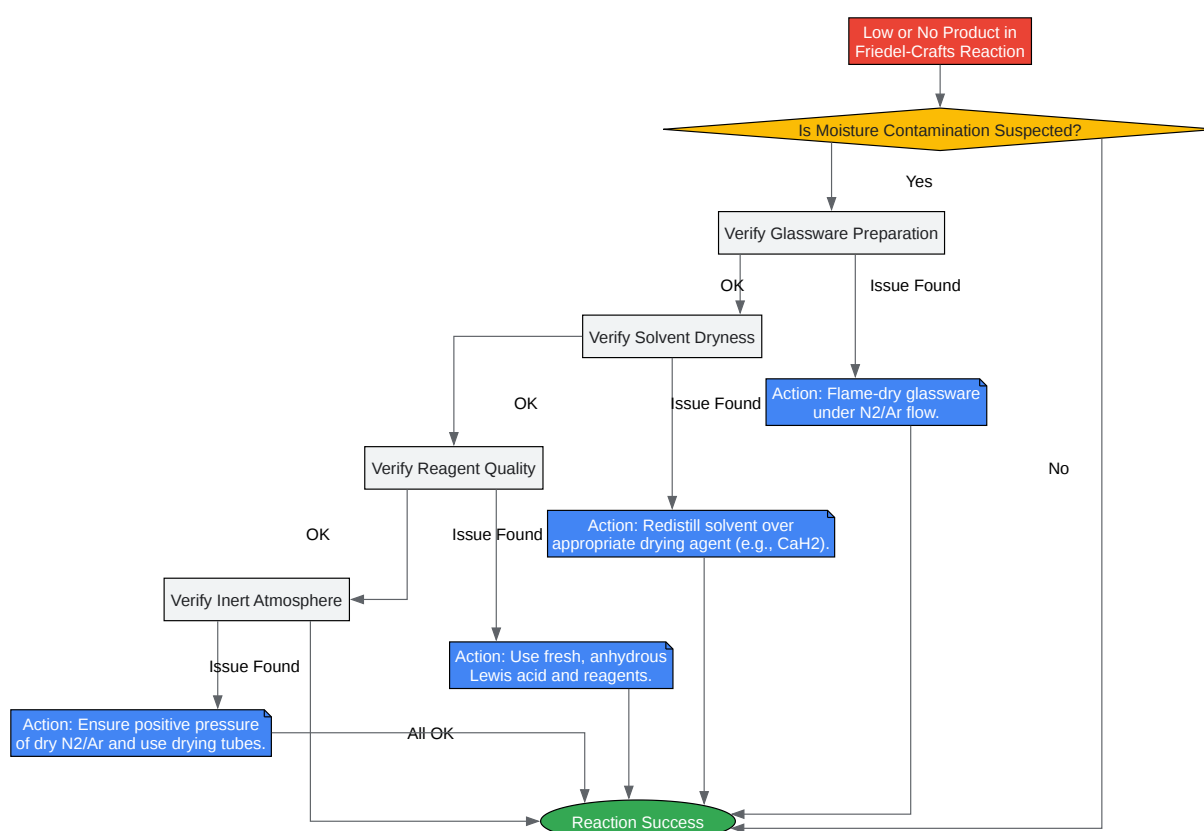 Low or No Product in
Friedel-Crafts Reaction
Is Moisture Contamination Suspected?
Yes
Verify Glassware Preparation
OK
Issue Found
Verify Solvent Dryness
Action: Flame-dry glassware
under N2/Ar flow.
OK
Issue Found
Verify Reagent Quality
No
Action: Redistill solvent over
appropriate drying agent (e.g., CaH2).
OK
Issue Found
Verify Inert Atmosphere
Action: Use fresh, anhydrous
Lewis acid and reagents.
Issue Found
Action: Ensure positive pressure
of dry N2/Ar and use drying tubes.
All OK
Reaction Success